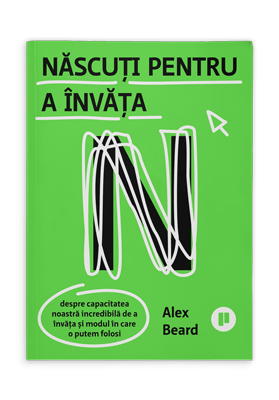 NĂSCUȚI PENTRU
A ÎNVĂȚA
N
despre capacitatea
noastră incredibilă de a
învăța și modul în care
o putem folosi
Alex
Beard